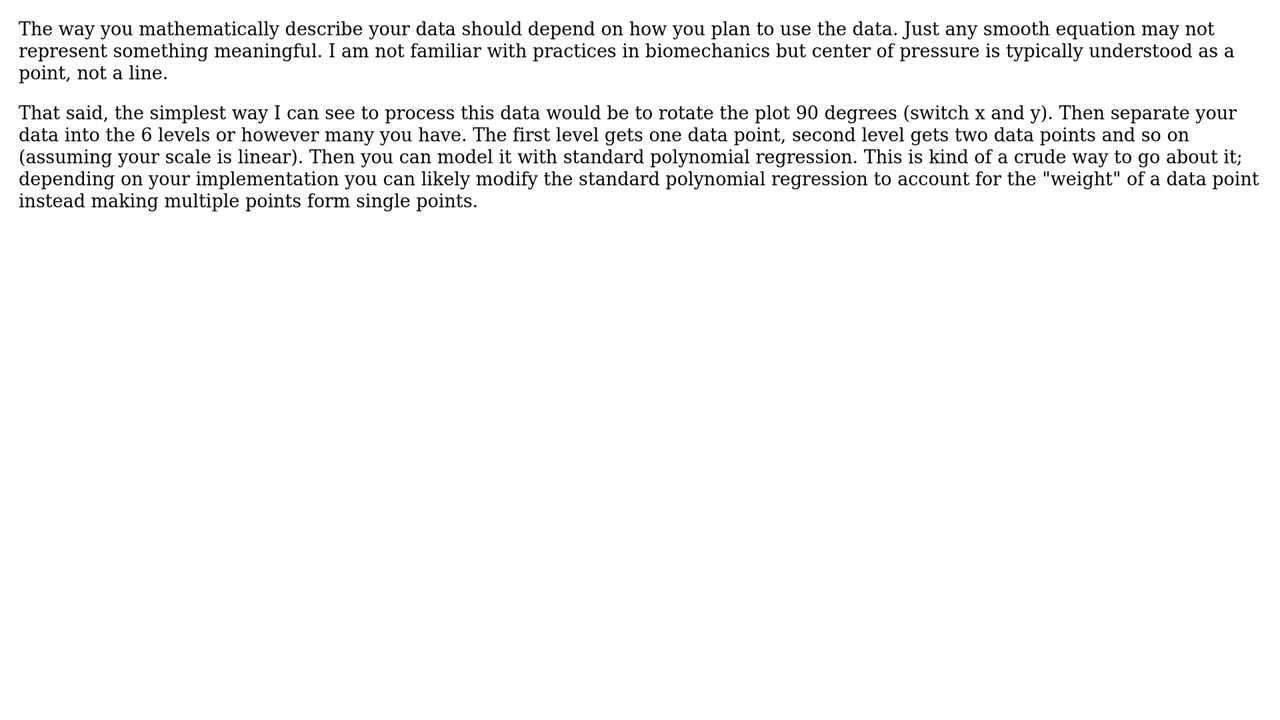 The way you mathematically describe your data should depend on how you plan to use the data. Just any smooth equation may not
represent something meaningful. I am not familiar with practices in biomechanics but center of pressure is typically understood as a
point, not a line.
That said, the simplest way I can see to process this data would be to rotate the plot 90 degrees (switch x and y). Then separate your
data into the 6 levels or however many you have. The first level gets one data point, second level gets two data points and so on
(assuming your scale is linear). Then you can model it with standard polynomial regression. This is kind of a crude way to go about it;
depending on your implementation you can likely modify the standard polynomial regression to account for the "weight" of a data point
instead making multiple points form single points.